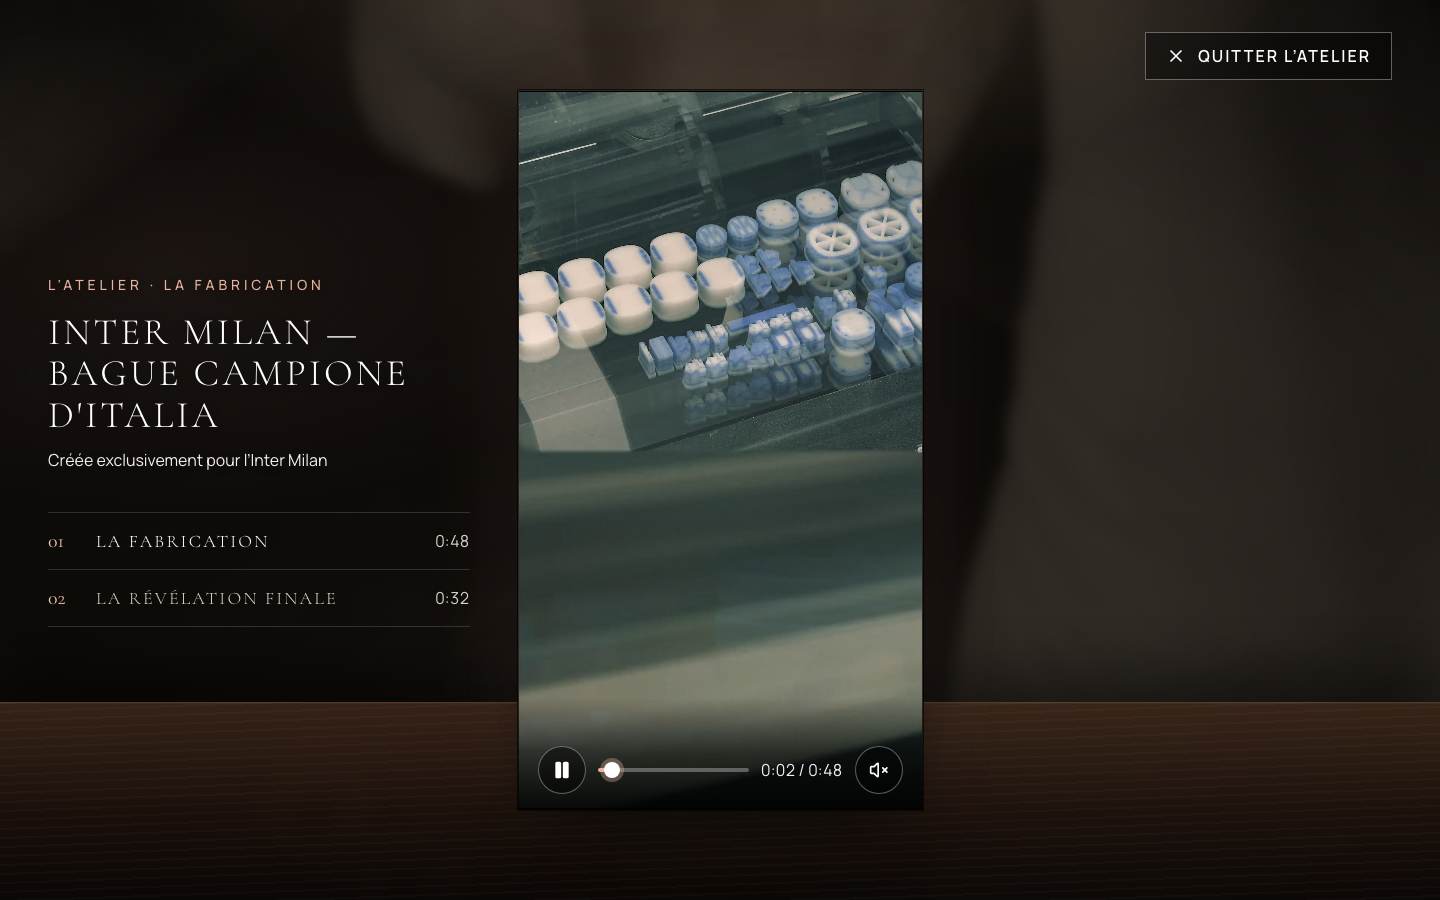 QUITTER L’ATELIER
L’ATELIER · LA FABRICATION
INTER MILAN —
BAGUE CAMPIONE
D'ITALIA
Créée exclusivement pour l’Inter Milan
01 LA FABRICATION 0:48
02 LA RÉVÉLATION FINALE 0:32
0:02 / 0:48